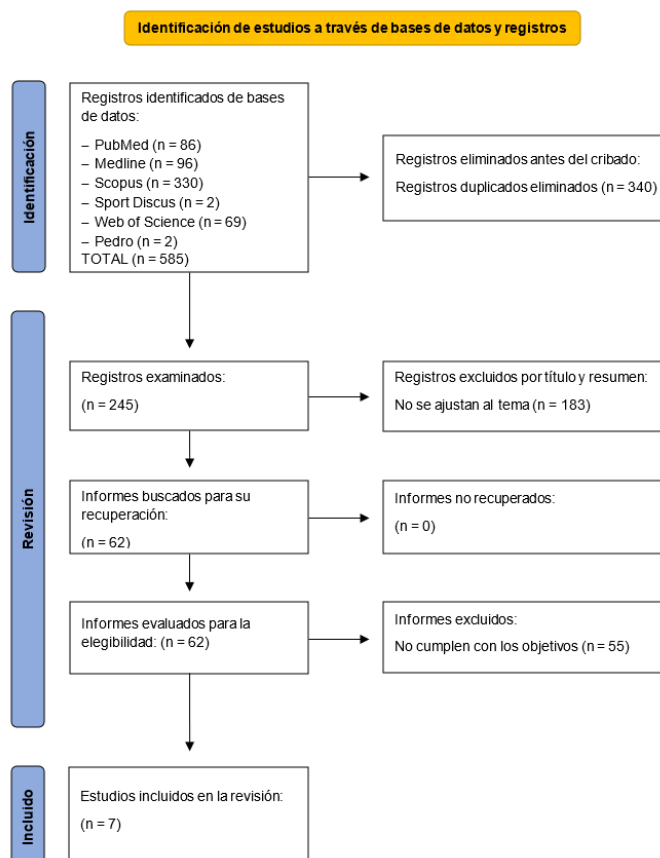 Identificación de estudios a través de bases de datos y registros
Identificación
Registros identificados de bases
de datos:
– PubMed (n = 86)
– Medline (n = 96)
– Scopus (n = 330)
– Sport Discus (n = 2)
– Web of Science (n = 69)
– Pedro (n = 2)
TOTAL (n = 585)
Registros eliminados antes del cribado:
Registros duplicados eliminados (n = 340)
Revisión
Registros examinados:
(n = 245)
Registros excluidos por título y resumen:
No se ajustan al tema (n = 183)
Informes buscados para su
recuperación:
(n = 62)
Informes no recuperados:
(n = 0)
Informes evaluados para la
elegibilidad: (n = 62)
Informes excluidos:
No cumplen con los objetivos (n = 55)
Incluido
Estudios incluidos en la revisión:
(n = 7)